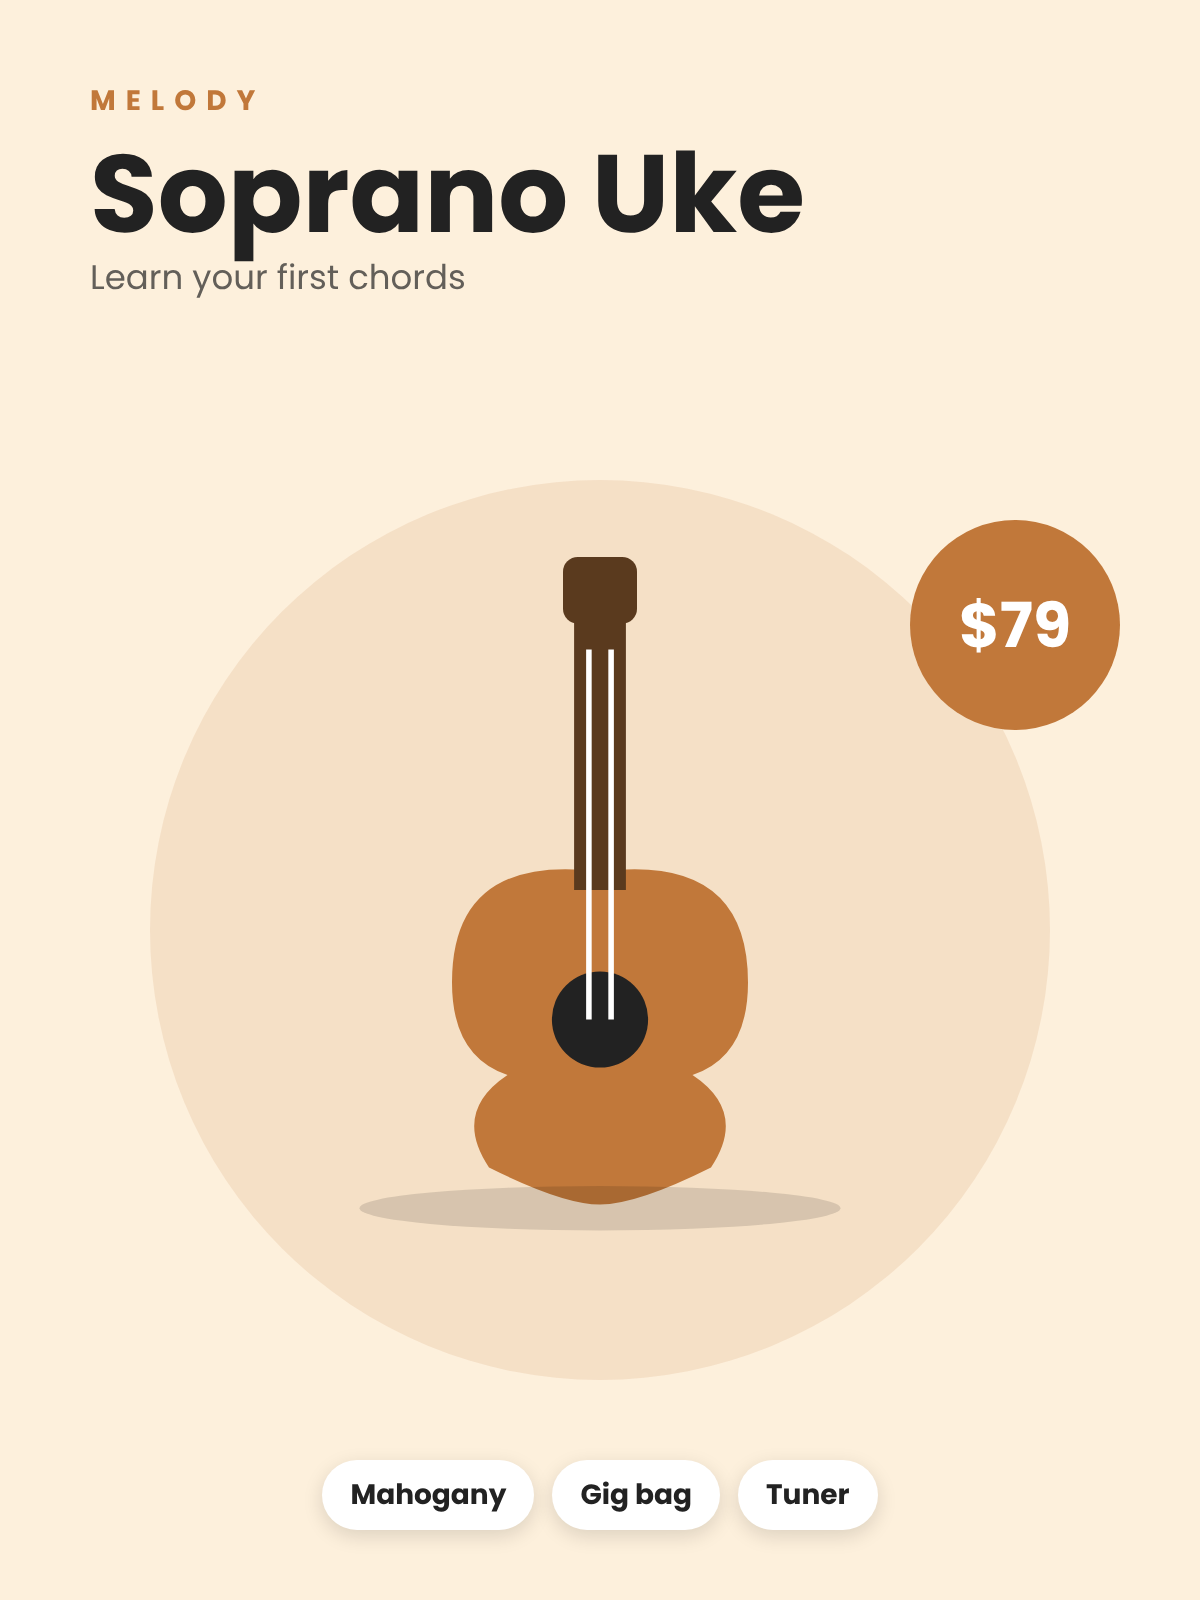 MELODY
Soprano Uke
Learn your first chords
$79
Mahogany
Gig bag
Tuner